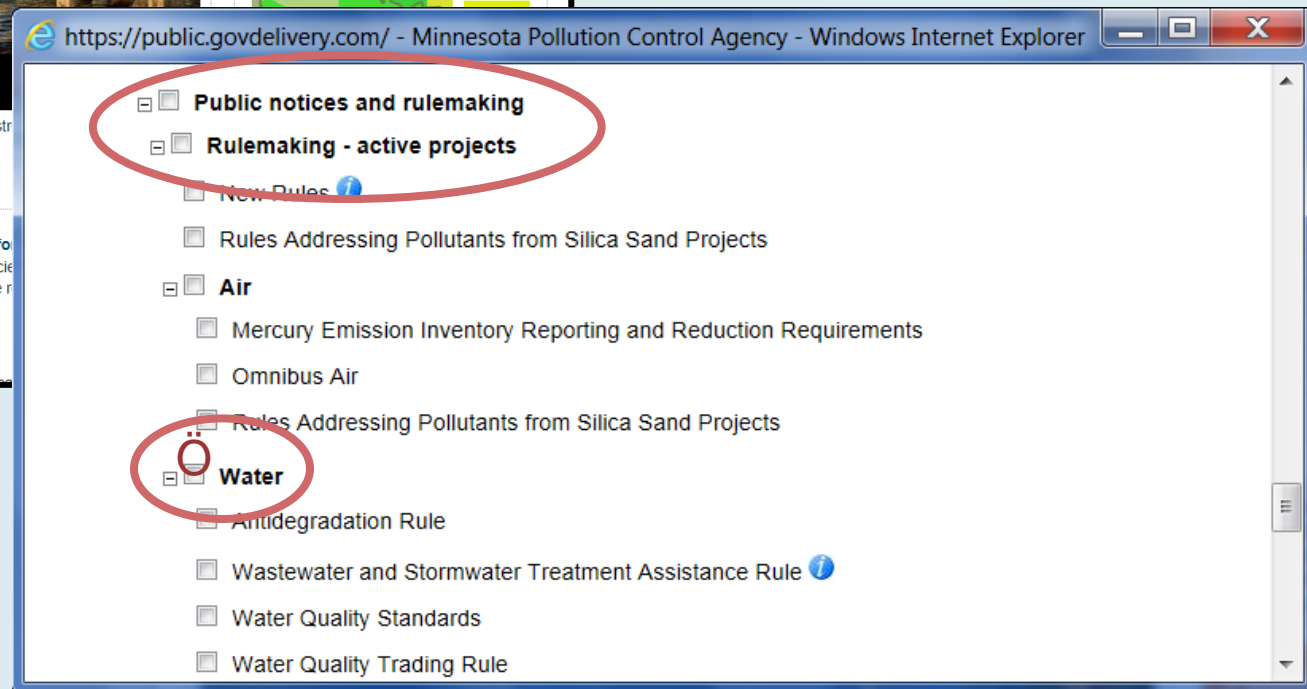 https://public.govdelivery.com/ - Minnesota Pollution Control Agency - Windows Internet Explorer
Public notices and rulemaking
Rulemaking - active projects
New Rules
Rules Addressing Pollutants from Silica Sand Projects
Air
Mercury Emission Inventory Reporting and Reduction Requirements
Omnibus Air
Rules Addressing Pollutants from Silica Sand Projects
Ö
Water
Antidegradation Rule
Wastewater and Stormwater Treatment Assistance Rule
Water Quality Standards
Water Quality Trading Rule